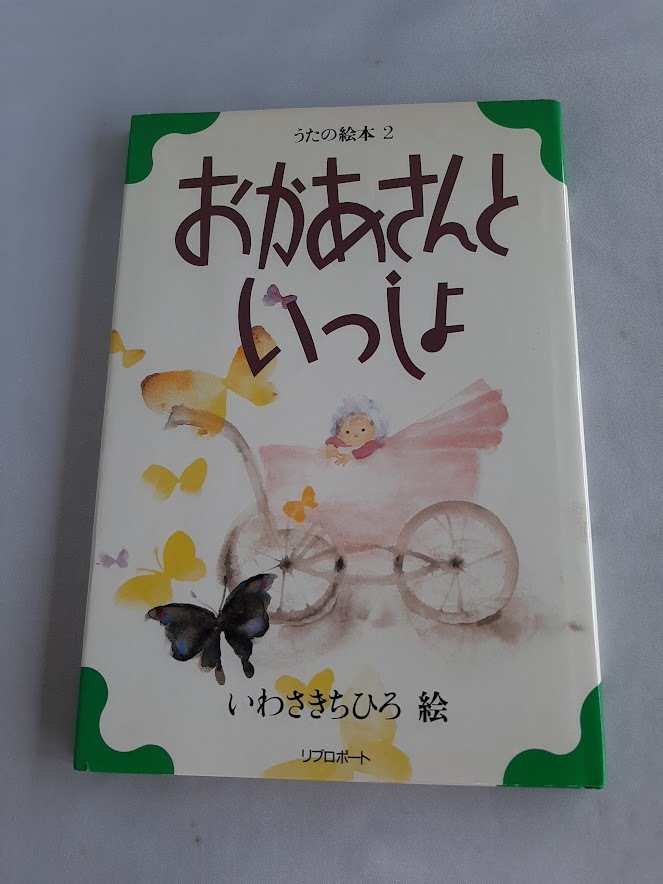 うたの絵本 2
おかあさんと
いっしょ
いわさきちひろ 絵
リブロポート